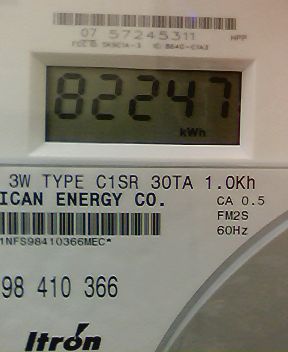 07 57245311
82247
kWh
3W TYPE C1SR 30TA 1.0Kh
ICAN ENERGY CO.
CA 0.5
FM2S
60Hz
1NFS98410366MEC*
98 410 366
Itron